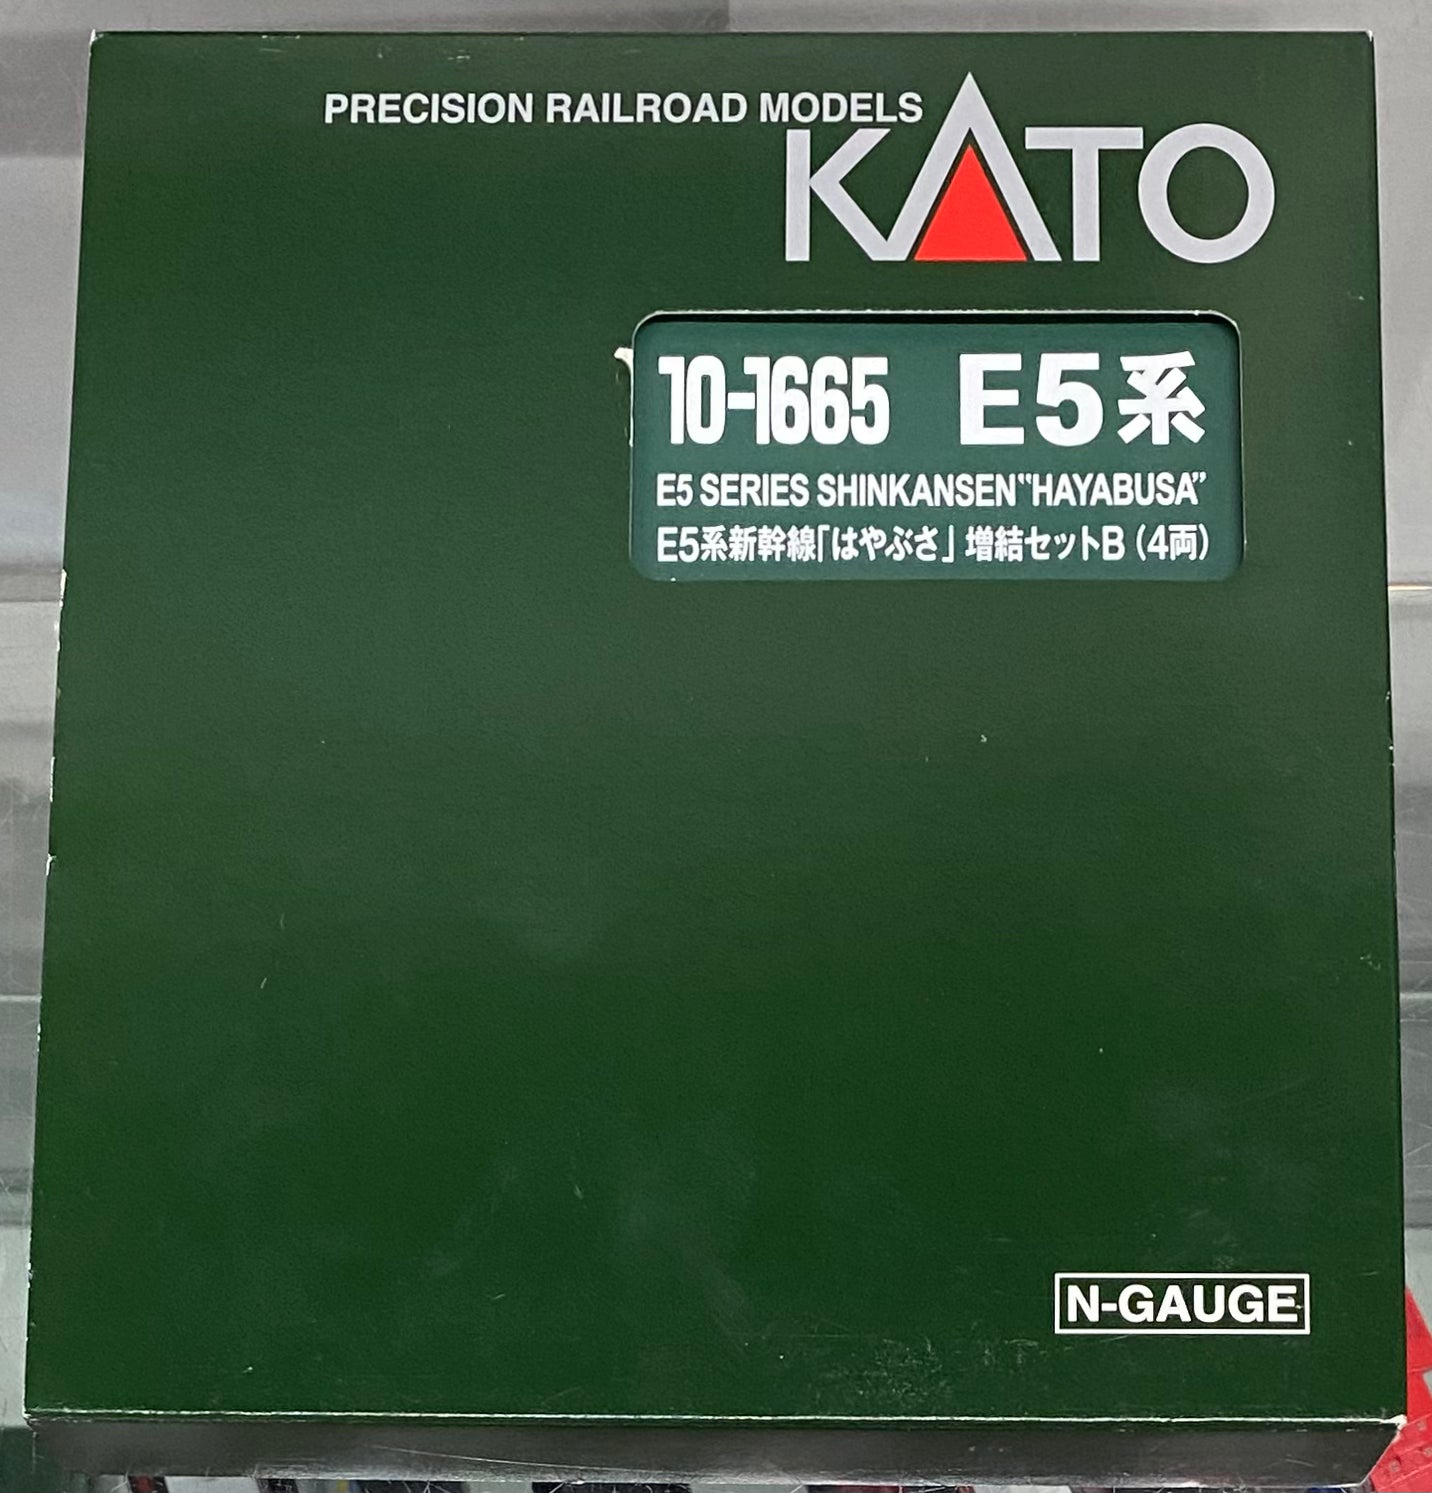 PRECISION RAILROAD MODELS
KATO
10-1665 E5系
E5 SERIES SHINKANSEN"HAYABUSA"
E5系新幹線「はやぶさ」増結セットB(4両)
N-GAUGE